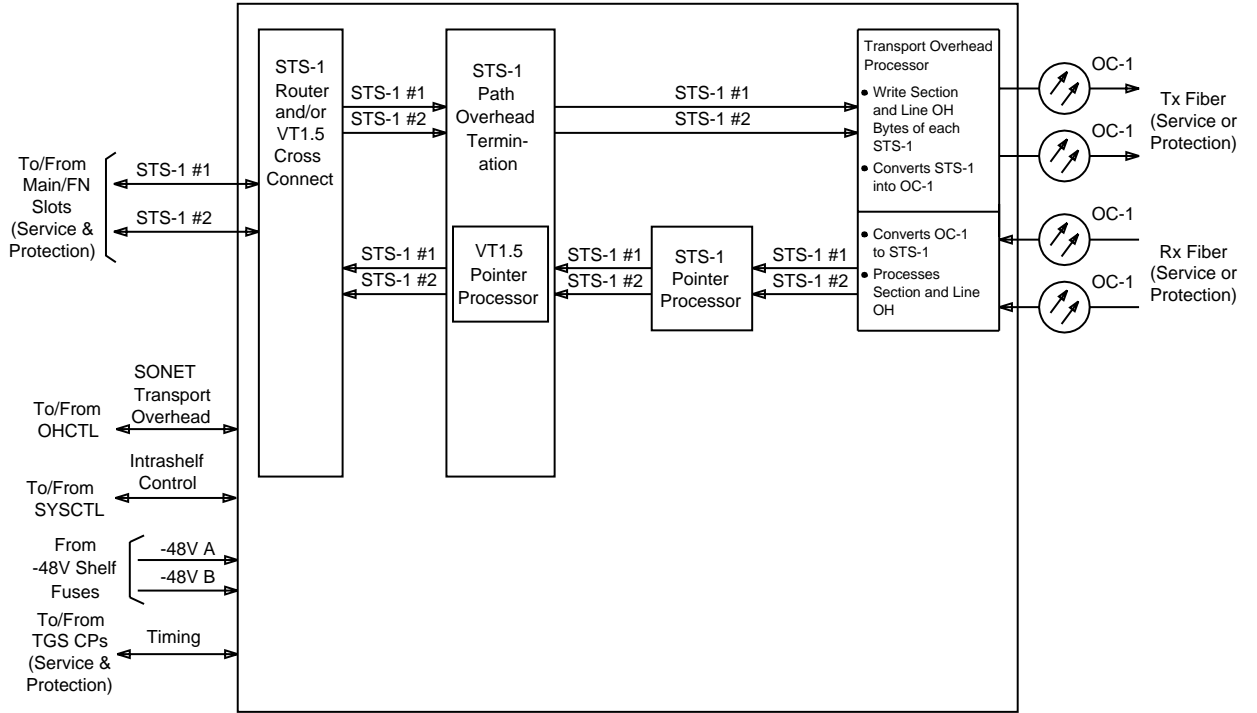 STS-1
Router
and/or
VT1.5
Cross
Connect
STS-1 #1
STS-1 #2
STS-1
Path
Overhead
Termin-
ation
STS-1 #1
STS-1 #2
Transport Overhead
Processor
• Write Section
and Line OH
Bytes of each
STS-1
• Converts STS-1
into OC-1
OC-1
OC-1
Tx Fiber
(Service or
Protection)
To/From
Main/FN
Slots
(Service &
Protection)
STS-1 #1
STS-1 #2
STS-1 #1
STS-1 #2
VT1.5
Pointer
Processor
STS-1 #1
STS-1 #2
STS-1
Pointer
Processor
STS-1 #1
STS-1 #2
• Converts OC-1
to STS-1
• Processes
Section and Line
OH
OC-1
OC-1
Rx Fiber
(Service or
Protection)
To/From
OHCTL
SONET
Transport
Overhead
To/From
SYSCTL
Intrashelf
Control
From
-48V Shelf
Fuses
-48V A
-48V B
To/From
TGS CPs
(Service &
Protection)
Timing